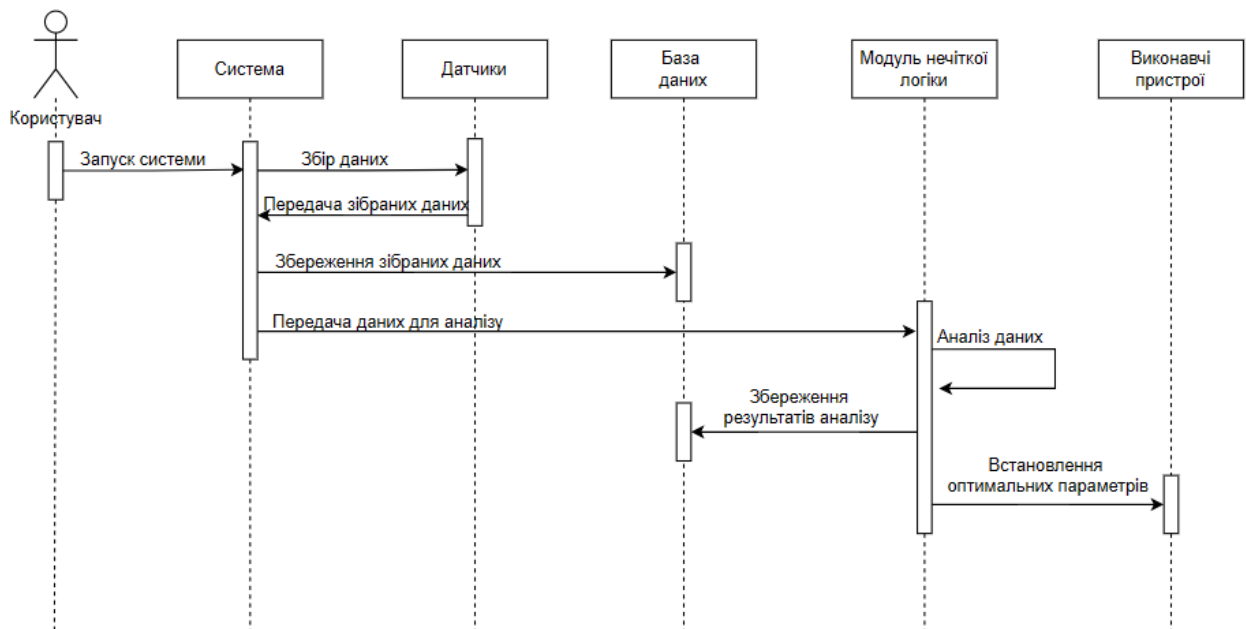 Користувач
Система
Датчики
База
даних
Модуль нечіткої
логіки
Виконавчі
пристрої
Запуск системи
Збір даних
Передача зібраних даних
Збереження зібраних даних
Передача даних для аналізу
Аналіз даних
Збереження
результатів аналізу
Встановлення
оптимальних параметрів